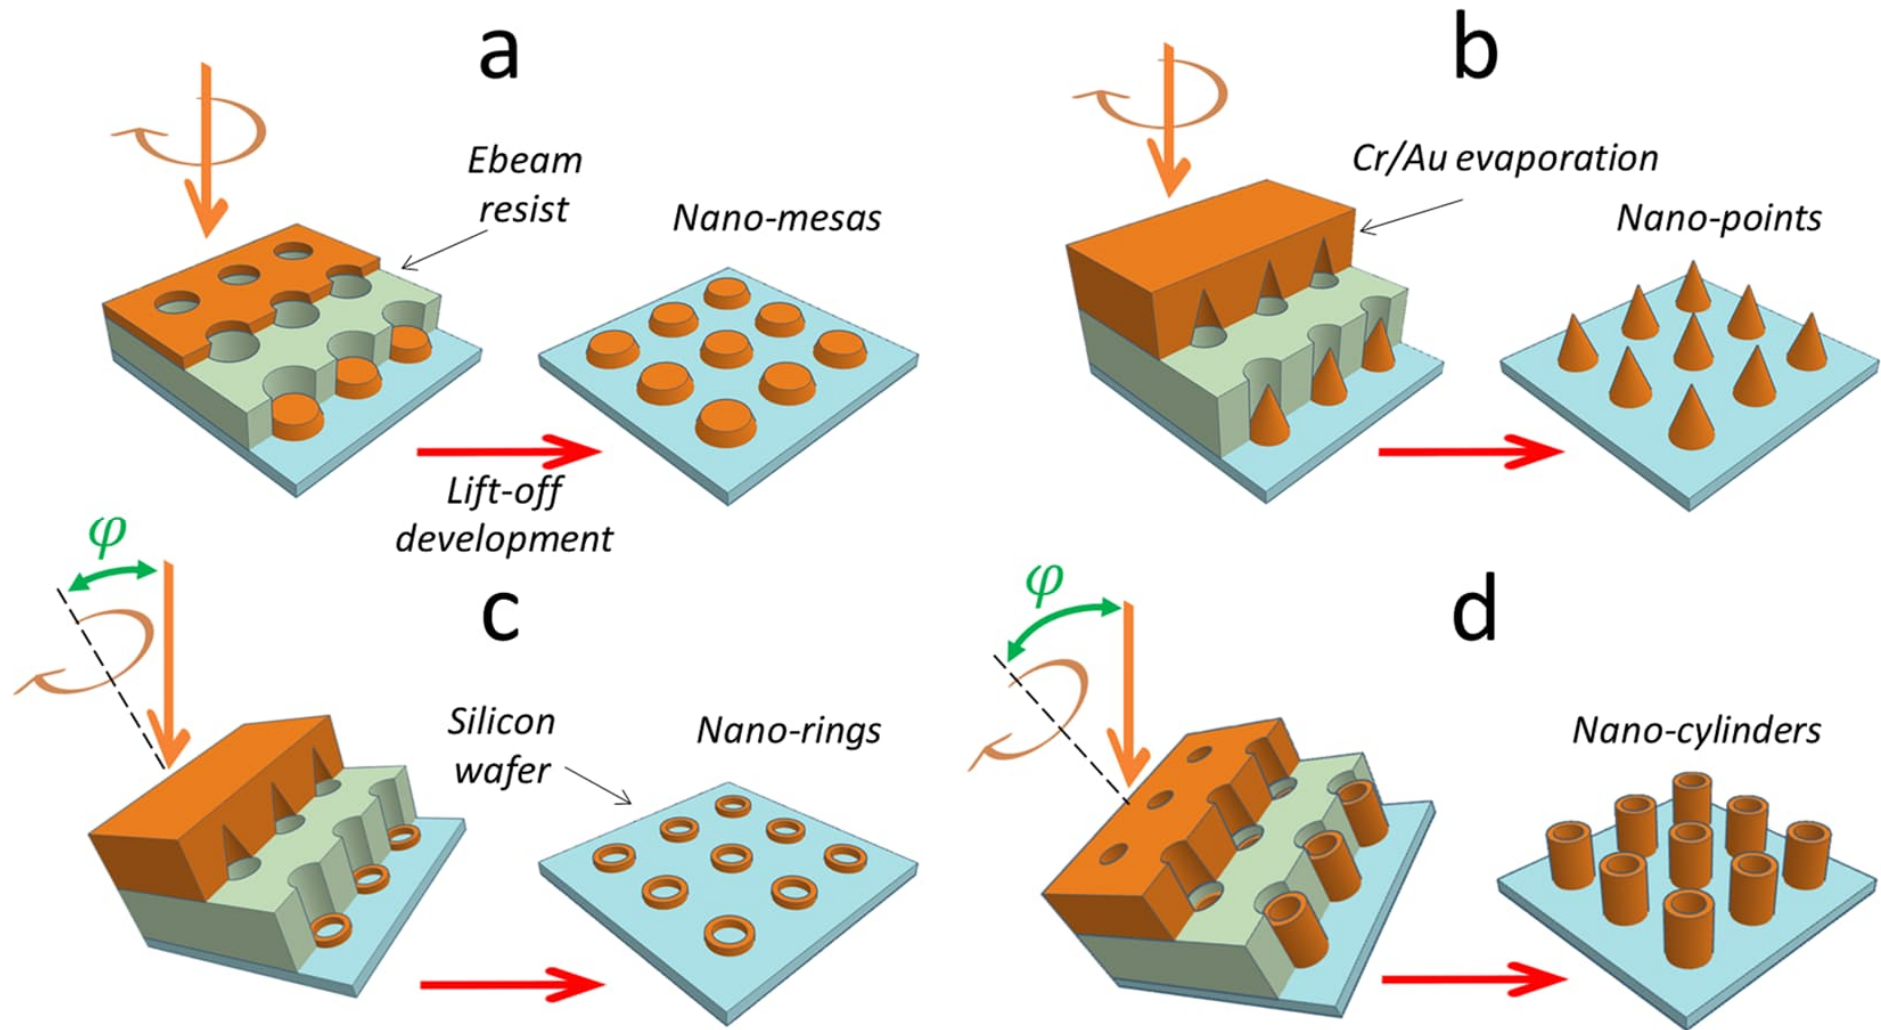 a
Ebeam
resist
Nano-mesas
Lift-off
development
b
Cr/Au evaporation
Nano-points
φ
c
Silicon
wafer
Nano-rings
φ
d
Nano-cylinders